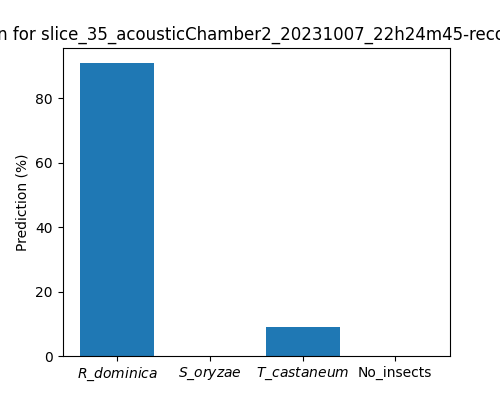 n for slice_35_acousticChamber2_20231007_22h24m45-reco
80
60
40
20
0
Prediction (%)
R_dominica S_oryzae T_castaneum No_insects